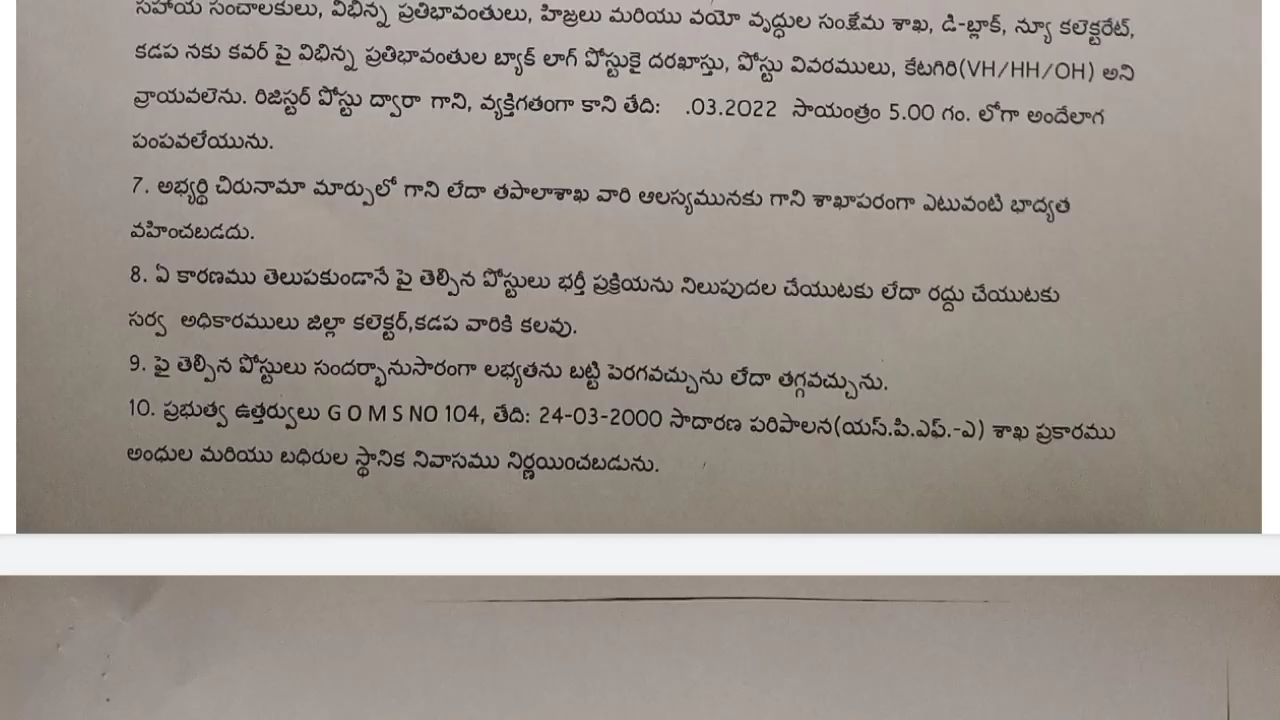 సహాయ సంచాలకులు, విభిన్న ప్రతిభావంతులు, హిజ్రలు మరియు వయో వృద్ధుల సంక్షేమ శాఖ, డి-బ్లాక్, న్యూ కలెక్టరేట్,
కడప నకు కవర్ పై విభిన్న ప్రతిభావంతుల బ్యాక్ లాగ్ పోస్టుకై దరఖాస్తు, పోస్టు వివరములు, కేటగిరి(VH/HH/OH) అని
వ్రాయవలెను. రిజిస్టర్ పోస్టు ద్వారా గాని, వ్యక్తిగతంగా కాని తేది: .03.2022 సాయంత్రం 5.00 గం. లోగా అందేలాగ
పంపవలేయును.
7. అభ్యర్థి చిరునామా మార్పులో గాని లేదా తపాలాశాఖ వారి ఆలస్యమునకు గాని శాఖాపరంగా ఎటువంటి భాద్యత
వహించబడదు.
8. ఏ కారణము తెలుపకుండానే పై తెల్పిన పోస్టులు భర్తీ ప్రక్రియను నిలుపుదల చేయుటకు లేదా రద్దు చేయుటకు
సర్వ అధికారములు జిల్లా కలెక్టర్,కడప వారికి కలవు.
9. పై తెల్పిన పోస్టులు సందర్భానుసారంగా లభ్యతను బట్టి పెరగవచ్చును లేదా తగ్గవచ్చును.
10. ప్రభుత్వ ఉత్తర్వులు G O M S NO 104, తేది: 24-03-2000 సాదారణ పరిపాలన(యస్.పి.ఎఫ్.-ఎ) శాఖ ప్రకారము
అంధుల మరియు బధిరుల స్థానిక నివాసము నిర్ణయించబడును.